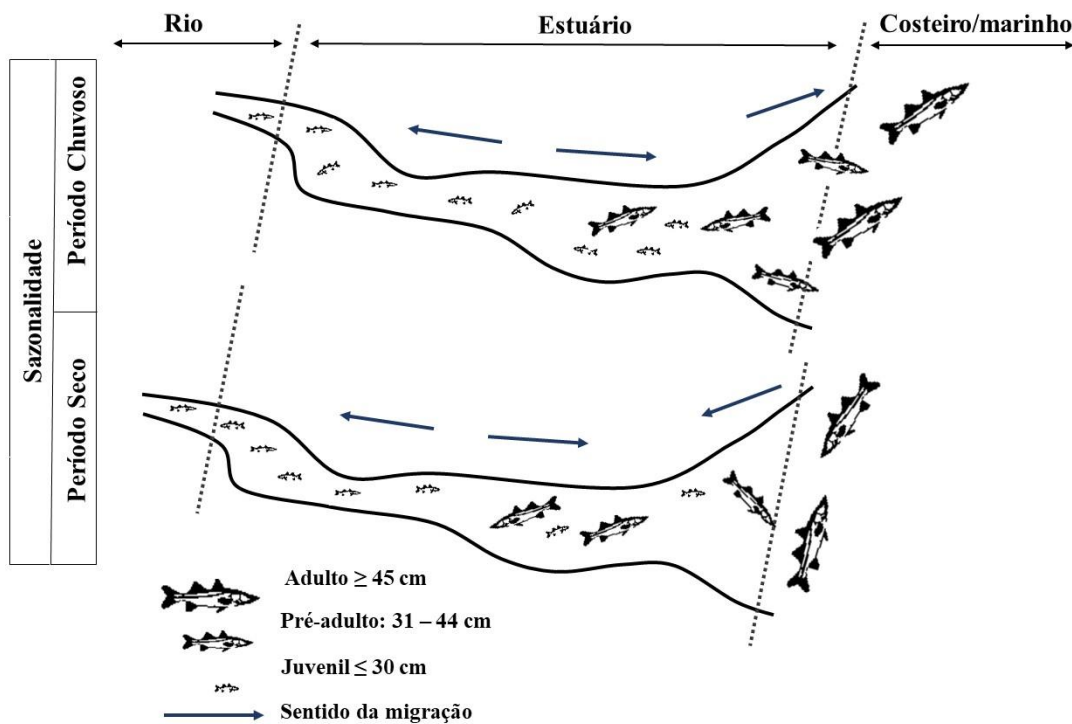 Rio
Estuário
Costeiro/marinho
Sazonalidade
Período Chuvoso
Período Seco
Adulto ≥ 45 cm
Pré-adulto: 31 – 44 cm
Juvenil ≤ 30 cm
Sentido da migração